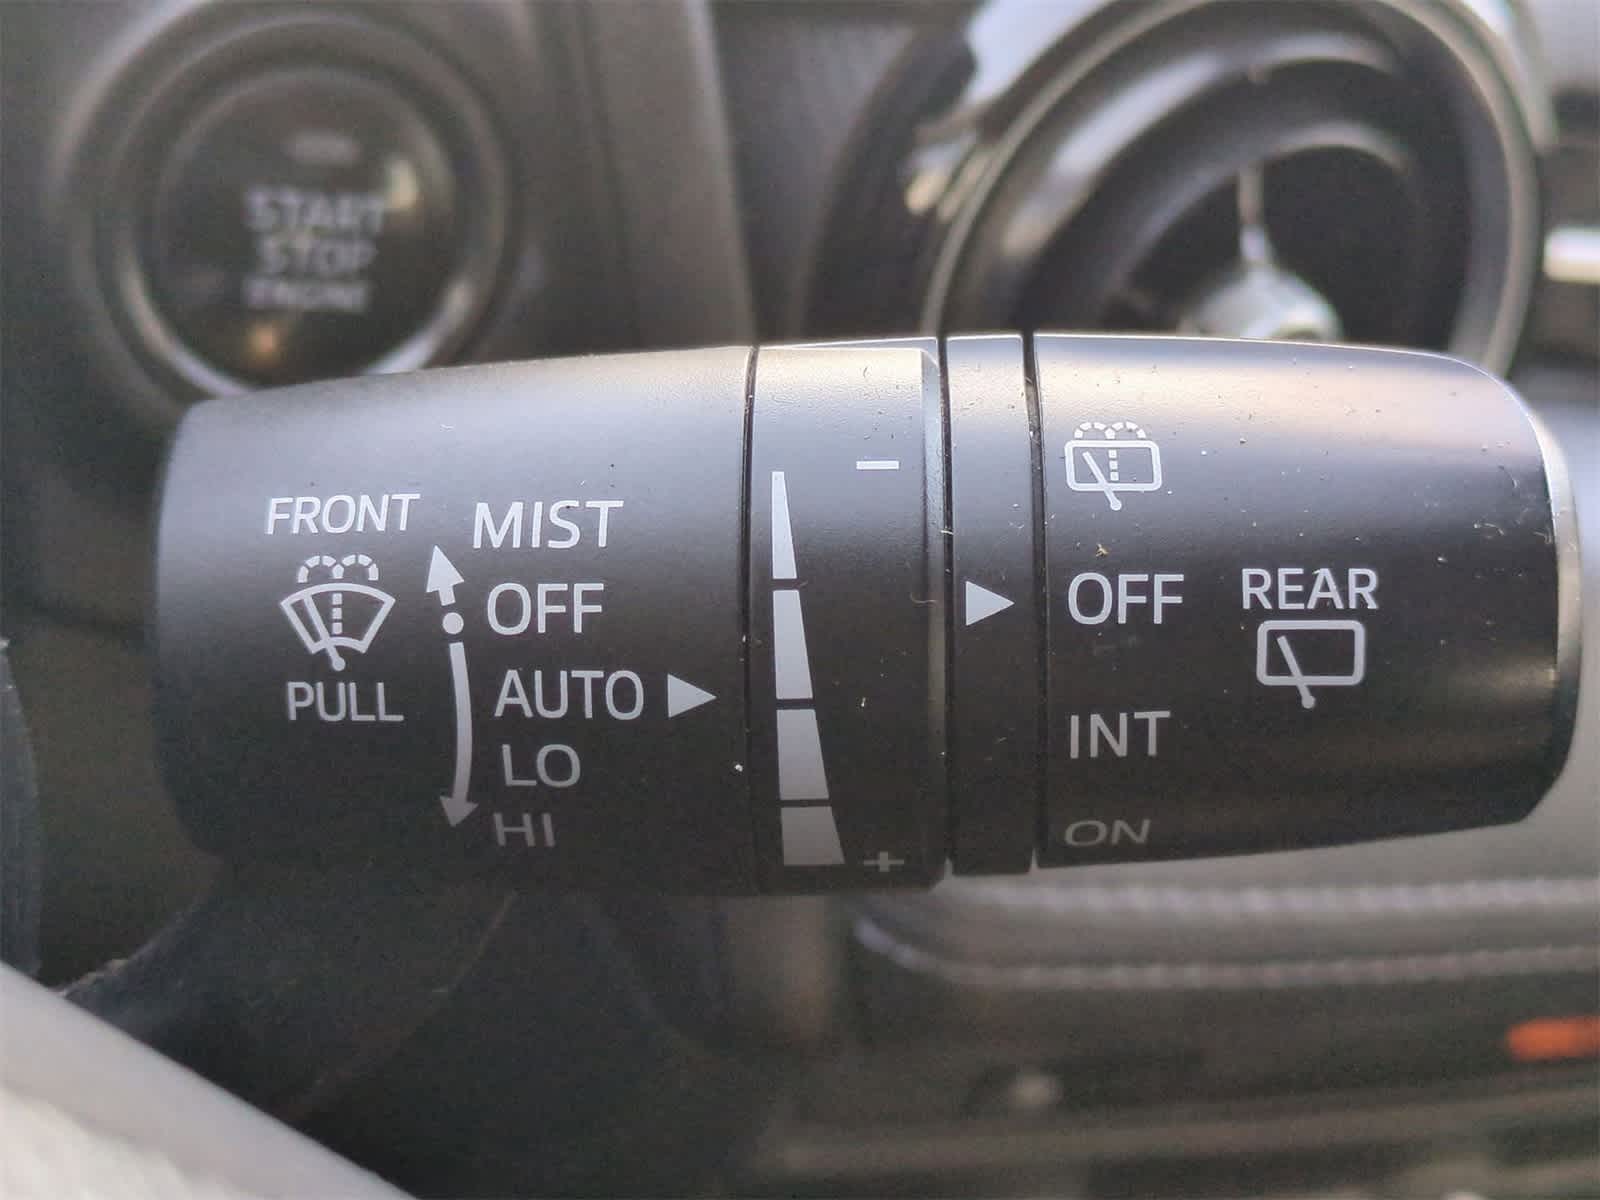 START
STOP
ENGINE
FRONT
PULL
MIST
OFF
AUTO
LO
HI
−
+
OFF
INT
ON
REAR